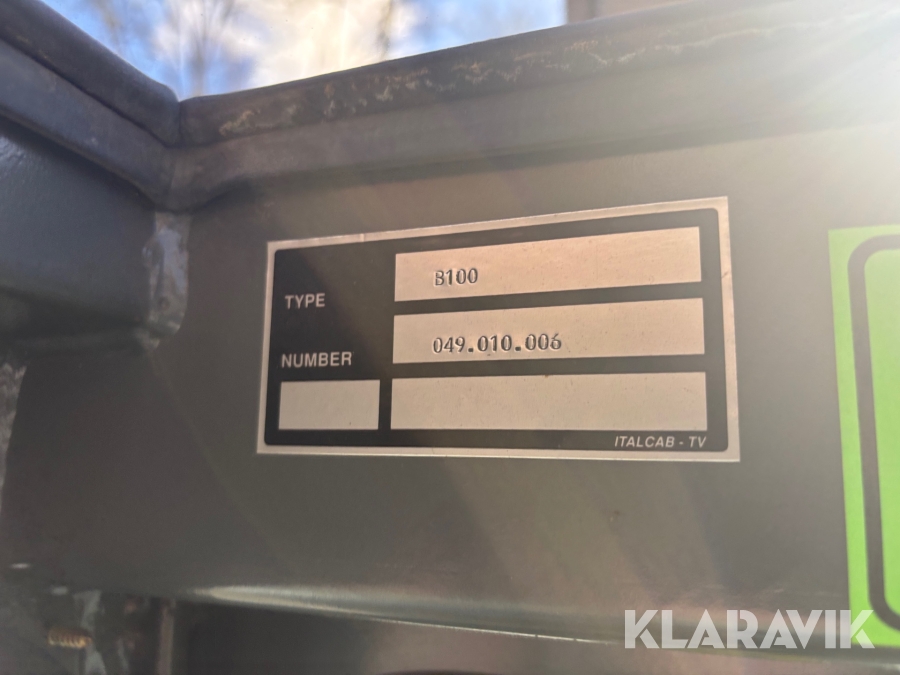 TYPE B100
NUMBER 049.010.006
ITALCAB - TV
KLARAVIK